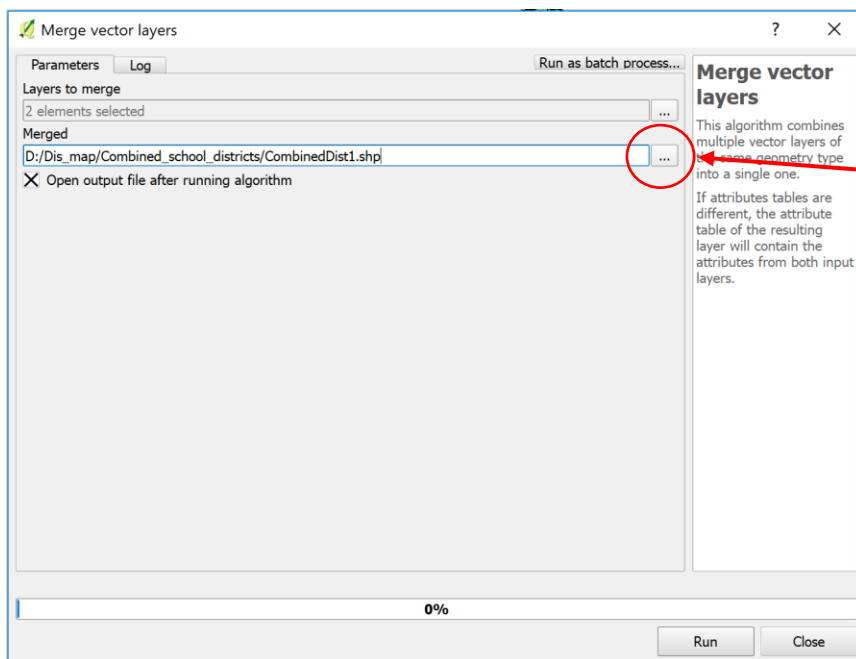 Merge vector layers
?
Parameters
Log
Run as batch process...
Layers to merge
2 elements selected
...
Merged
D:/Dis_map/Combined_school_districts/CombinedDist1.shp
...
Open output file after running algorithm
Merge vector
layers
This algorithm combines
multiple vector layers of
the same geometry type
into a single one.
If attributes tables are
different, the attribute
table of the resulting
layer will contain the
attributes from both input
layers.
0%
Run
Close